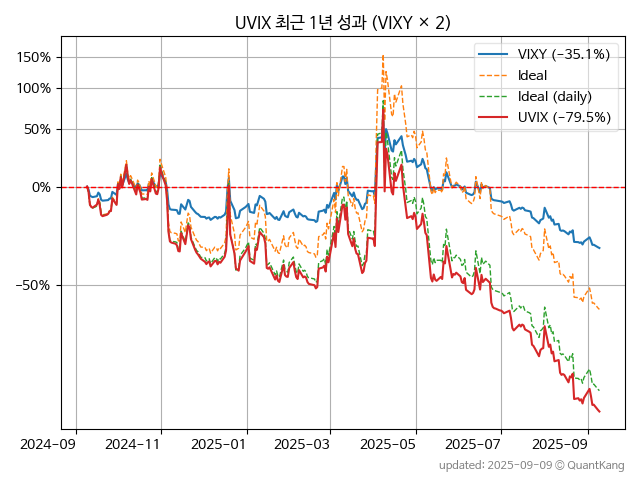 UVIX 최근 1년 성과 (VIXY × 2)
VIXY (−35.1%)
Ideal
Ideal (daily)
UVIX (−79.5%)
150%
100%
50%
0%
−50%
2024-09 2024-11 2025-01 2025-03 2025-05 2025-07 2025-09
updated: 2025-09-09 © QuantKang